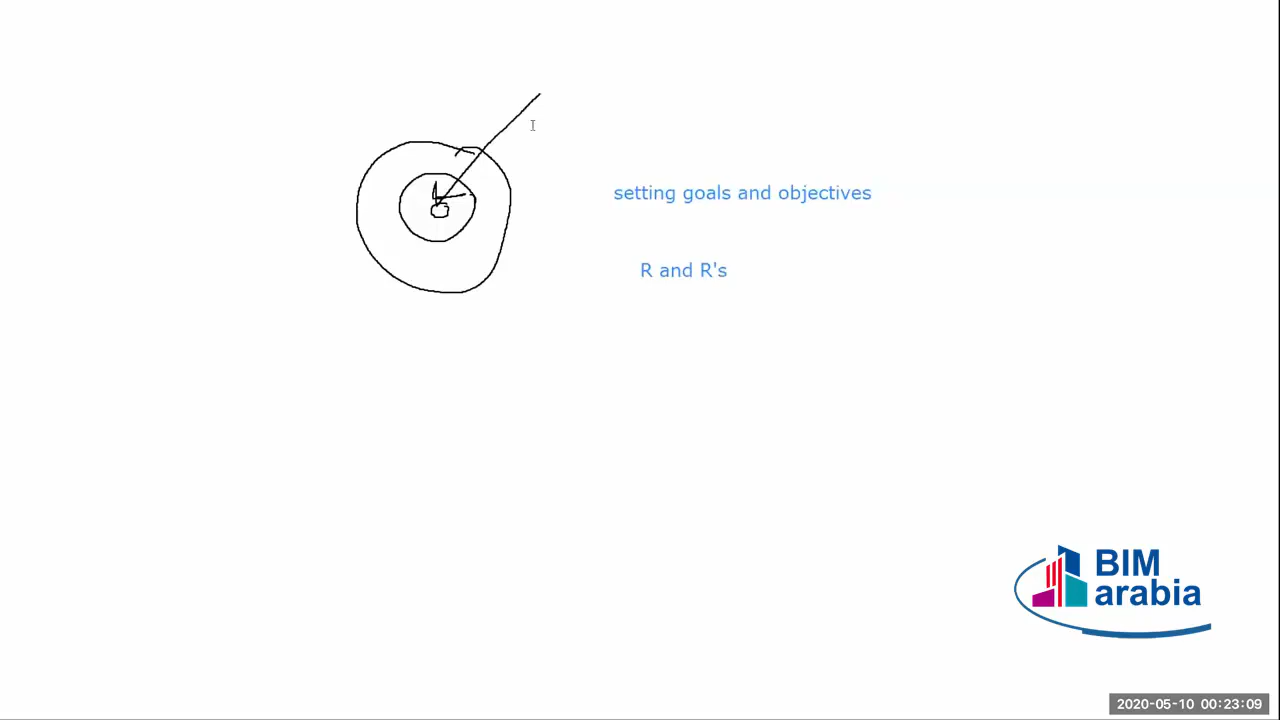 setting goals and objectives
R and R's
BIM
arabia
2020-05-10 00:23:09